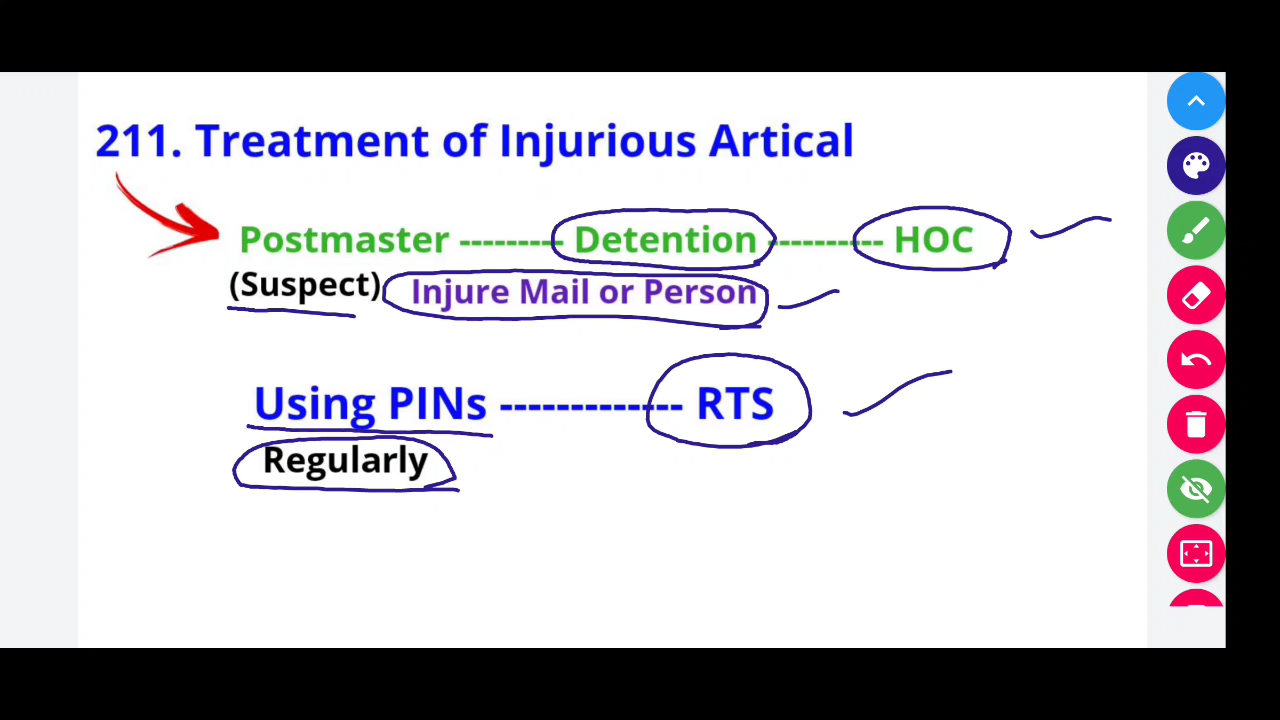 211. Treatment of Injurious Artical
Postmaster -------- Detention ---------- HOC
(Suspect) Injure Mail or Person
Using PINs ------------- RTS
Regularly